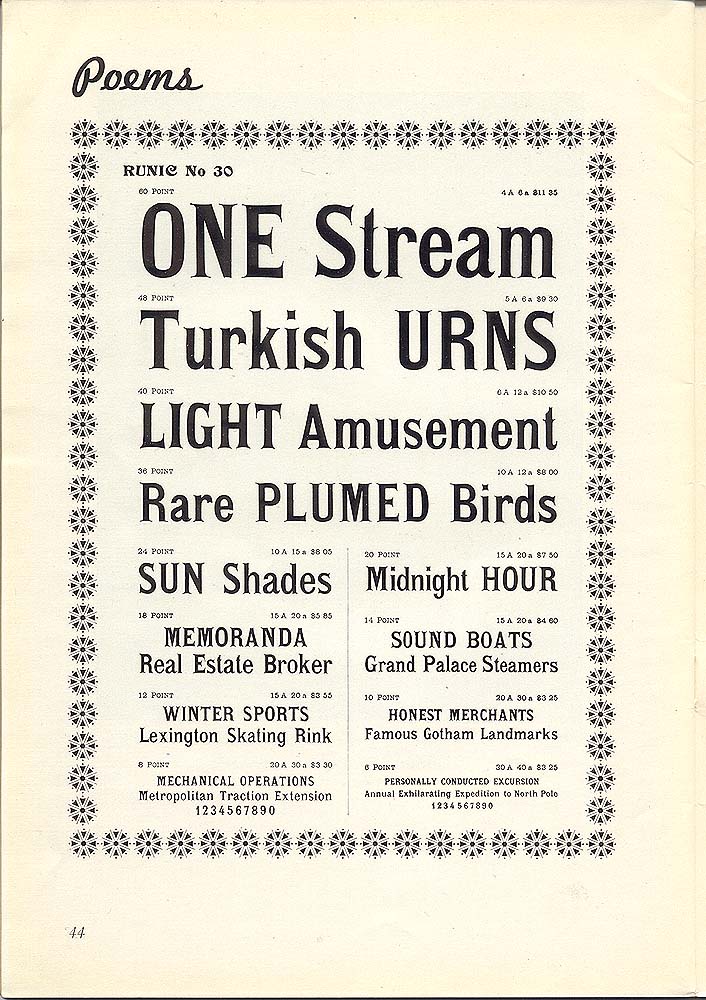 Poems
RUNIC No 30
60 POINT 4 A 6 a $11 35
ONE Stream
48 POINT 5 A 6 a $9 30
Turkish URNS
40 POINT 6 A 12 a $10 50
LIGHT Amusement
36 POINT 10 A 12 a $8 00
Rare PLUMED Birds
24 POINT 10 A 15 a $6 05
SUN Shades
18 POINT 15 A 20 a $5 85
MEMORANDA
Real Estate Broker
12 POINT 15 A 20 a $3 55
WINTER SPORTS
Lexington Skating Rink
8 POINT 20 A 30 a $3 30
MECHANICAL OPERATIONS
Metropolitan Traction Extension
1234567890
20 POINT 15 A 20 a $7 50
Midnight HOUR
14 POINT 15 A 20 a $4 60
SOUND BOATS
Grand Palace Steamers
10 POINT 20 A 30 a $3 25
HONEST MERCHANTS
Famous Gotham Landmarks
6 POINT 30 A 40 a $3 25
PERSONALLY CONDUCTED EXCURSION
Annual Exhilarating Expedition to North Pole
1234567890
44